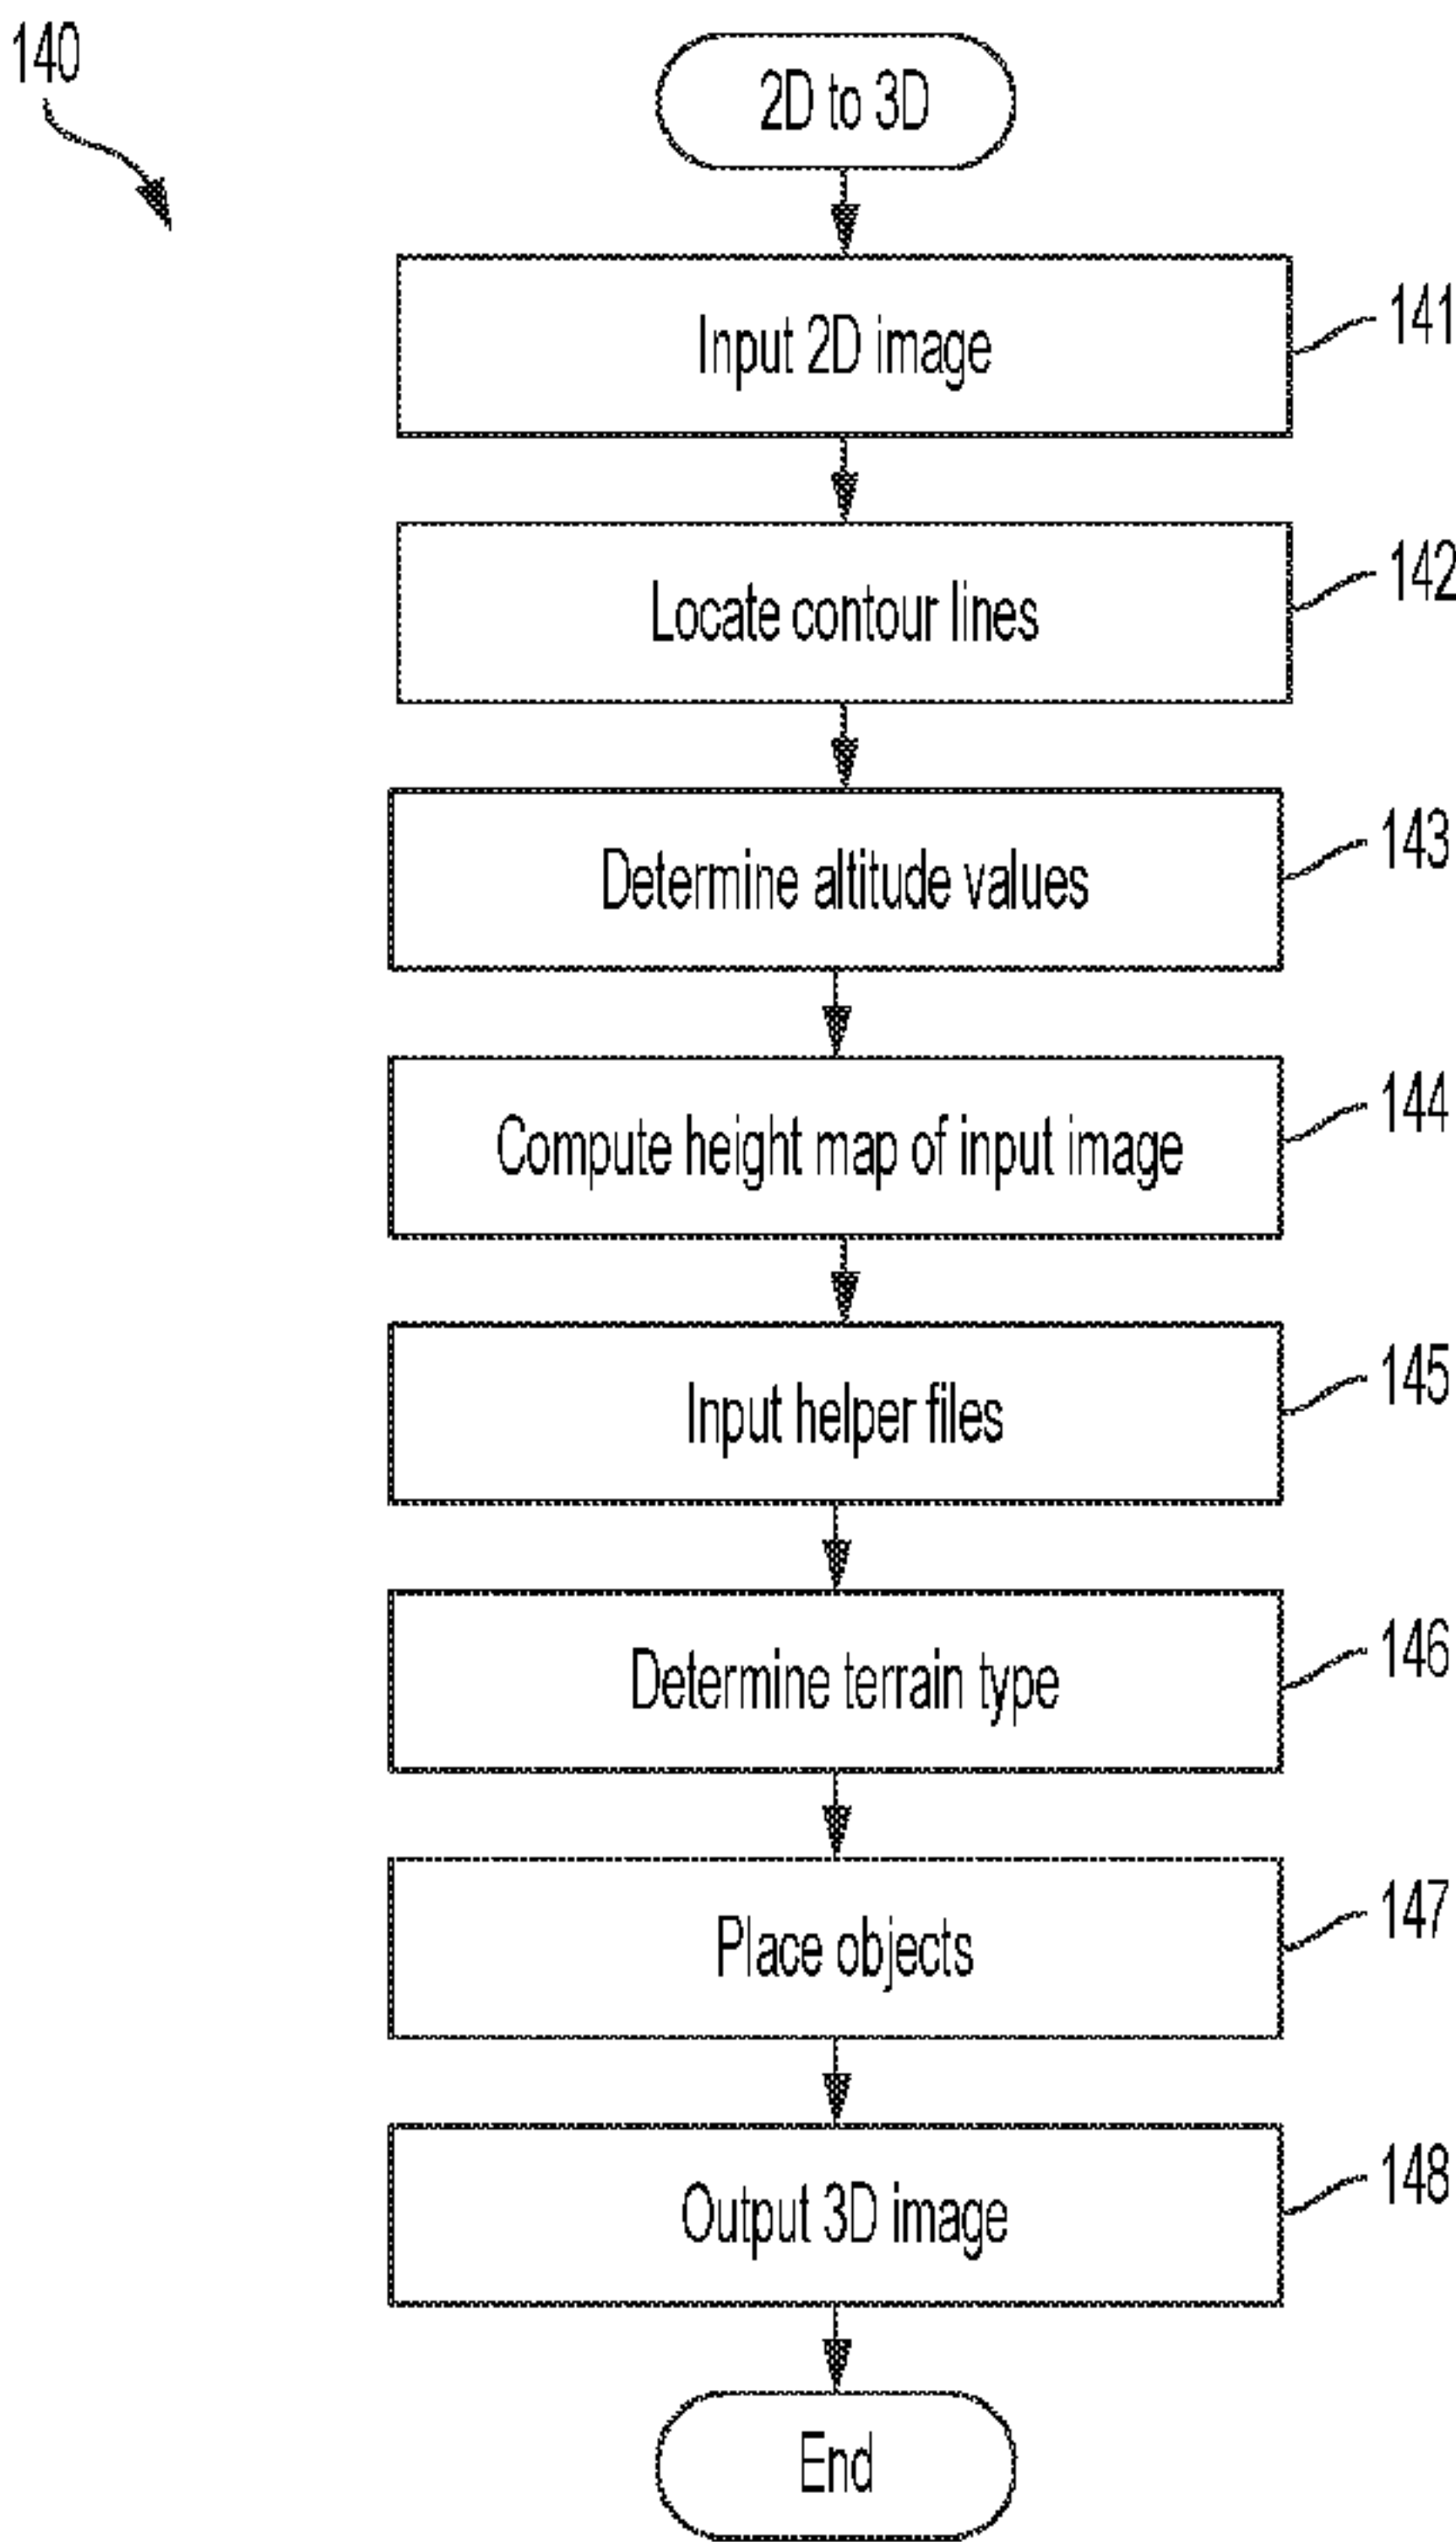 140
2D to 3D
Input 2D image
141
Locate contour lines
142
Determine altitude values
143
Compute height map of input image
144
Input helper files
145
Determine terrain type
146
Place objects
147
Output 3D image
148
End